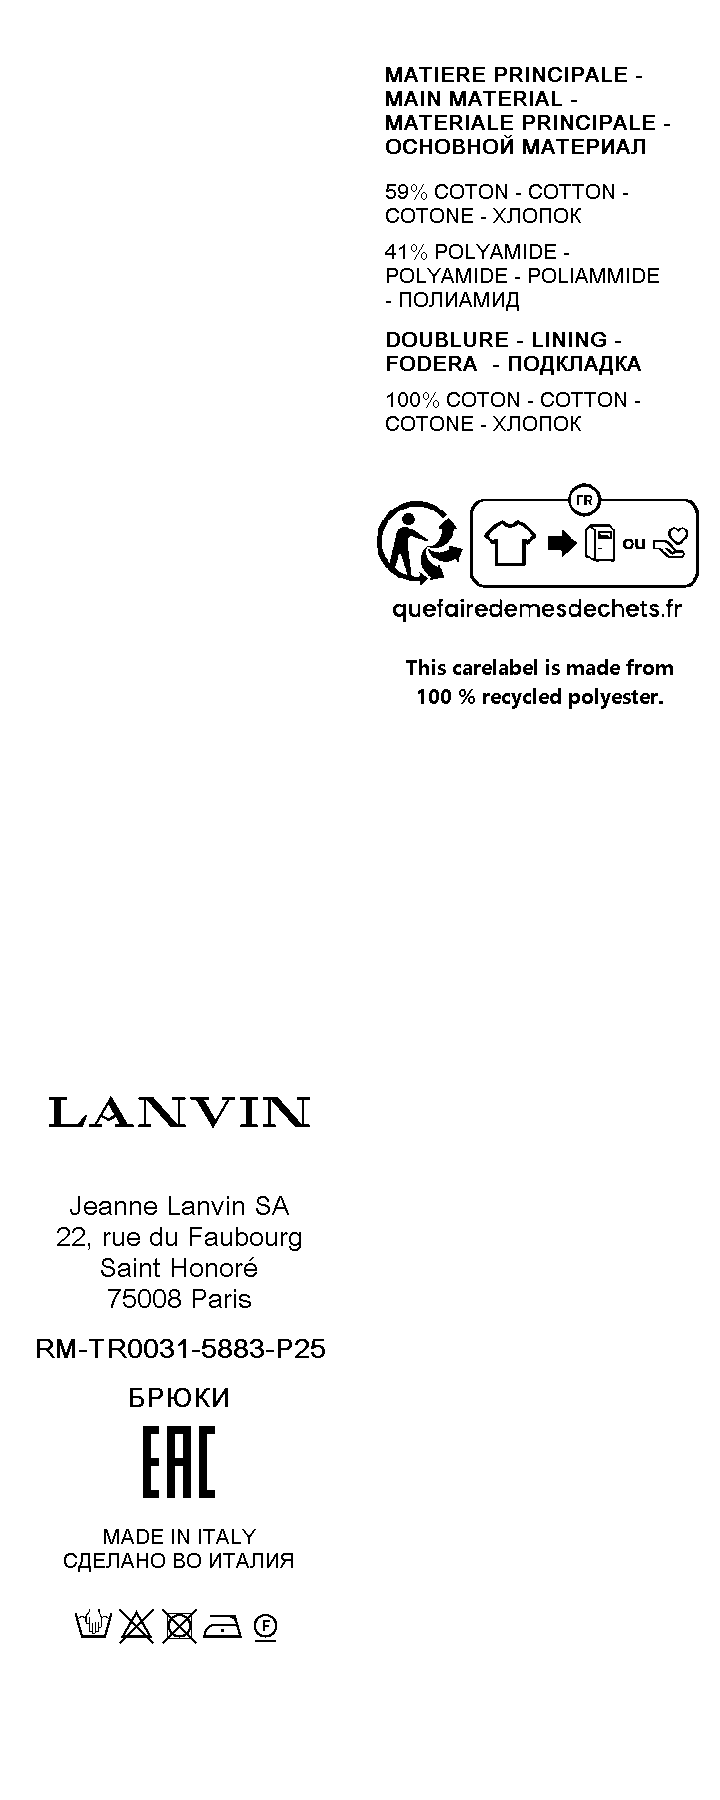 MATIERE PRINCIPALE -
MAIN MATERIAL -
MATERIALE PRINCIPALE -
ОСНОВНОЙ МАТЕРИАЛ
59% COTON - COTTON -
COTONE - ХЛОПОК
41% POLYAMIDE -
POLYAMIDE - POLIAMMIDE
- ПОЛИАМИД
DOUBLURE - LINING -
FODERA - ПОДКЛАДКА
100% COTON - COTTON -
COTONE - ХЛОПОК
FR
ou
quefairedemesdechets.fr
This carelabel is made from
100 % recycled polyester.
LANVIN
Jeanne Lanvin SA
22, rue du Faubourg
Saint Honoré
75008 Paris
RM-TR0031-5883-P25
БРЮКИ
EAC
MADE IN ITALY
СДЕЛАНО ВО ИТАЛИЯ
F